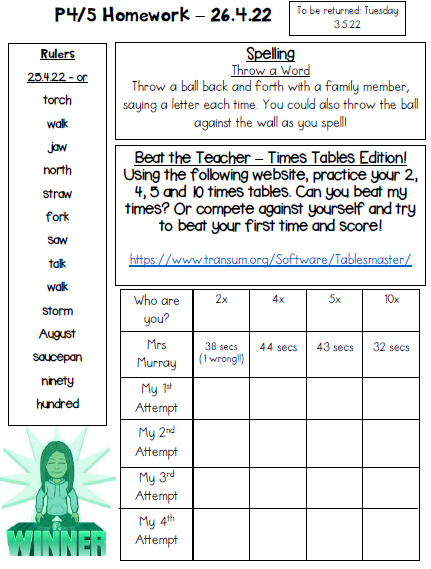 P4/5 Homework – 26.4.22
To be returned: Tuesday
3.5.22
Rulers
25.4.22 – or
torch
walk
jaw
north
straw
fork
saw
talk
walk
storm
August
saucepan
ninety
hundred
Spelling
Throw a Word
Throw a ball back and forth with a family member,
saying a letter each time. You could also throw the ball
against the wall as you spell!
Beat the Teacher – Times Tables Edition!
Using the following website, practice your 2,
4, 5 and 10 times tables. Can you beat my
times? Or compete against yourself and try
to beat your first time and score!
https://www.transum.org/Software/Tablesmaster/
Who are you? 2x 4x 5x 10x
Mrs Murray 38 secs (1 wrong!!) 44 secs 43 secs 32 secs
My 1st Attempt
My 2nd Attempt
My 3rd Attempt
My 4th Attempt
WINNER